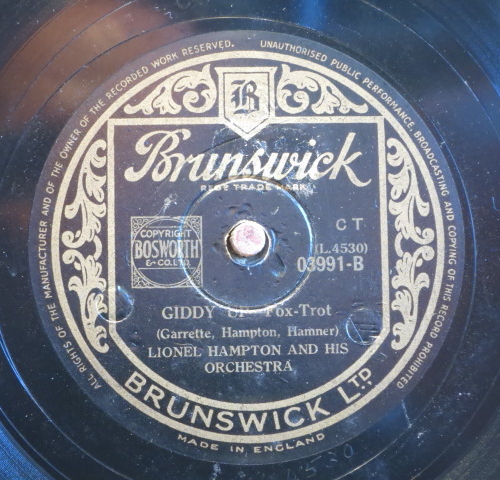 ALL RIGHTS OF THE MANUFACTURER AND OF THE OWNER OF THE RECORDED WORK RESERVED. UNAUTHORISED PUBLIC PERFORMANCE BROADCASTING AND COPYING OF THIS RECORD PROHIBITED
B
Brunswick
REGD TRADE MARK
C T
COPYRIGHT
BOSWORTH
& CO. LTD.
(L.4530)
03991-B
GIDDY UP Fox-Trot
(Garrette, Hampton, Hamner)
LIONEL HAMPTON AND HIS
ORCHESTRA
BRUNSWICK LTD.
MADE IN ENGLAND